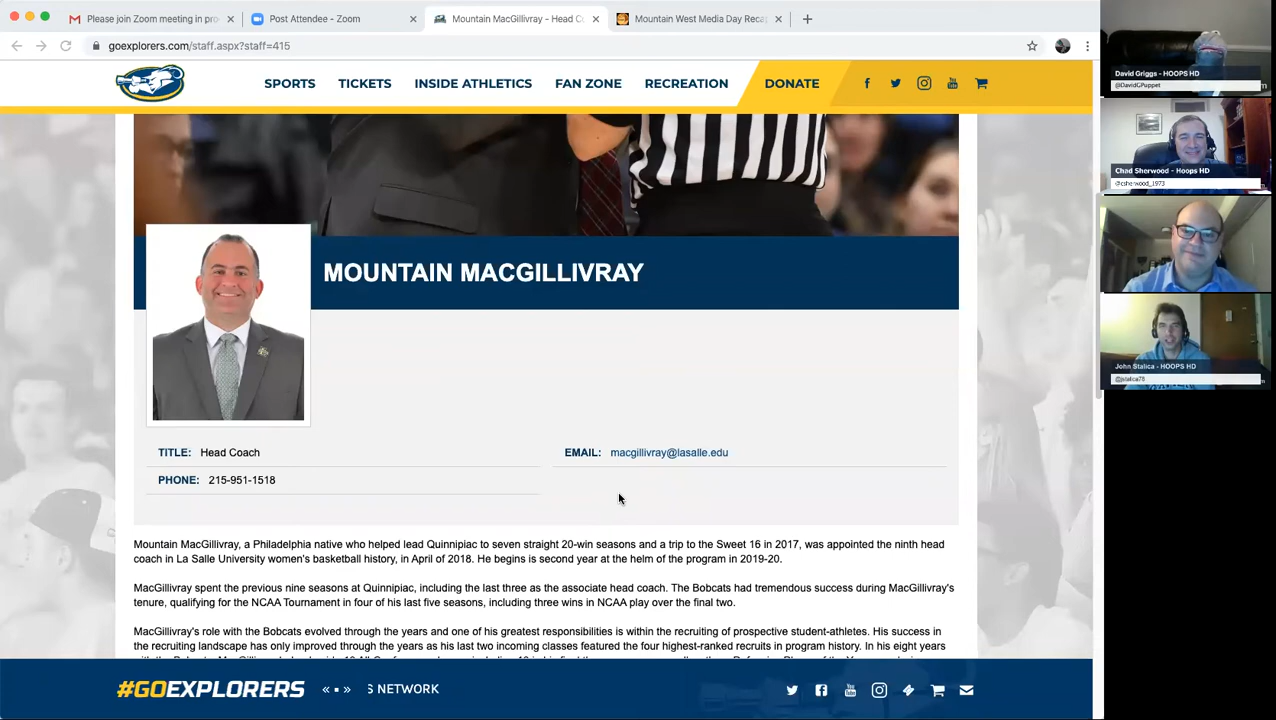 Please join Zoom meeting in pro
Post Attendee - Zoom
Mountain MacGillivray - Head C
Mountain West Media Day Recap
goexplorers.com/staff.aspx?staff=415
SPORTS TICKETS INSIDE ATHLETICS FAN ZONE RECREATION DONATE
MOUNTAIN MACGILLIVRAY
TITLE: Head Coach
EMAIL: macgillivray@lasalle.edu
PHONE: 215-951-1518
Mountain MacGillivray, a Philadelphia native who helped lead Quinnipiac to seven straight 20-win seasons and a trip to the Sweet 16 in 2017, was appointed the ninth head
coach in La Salle University women's basketball history, in April of 2018. He begins is second year at the helm of the program in 2019-20.
MacGillivray spent the previous nine seasons at Quinnipiac, including the last three as the associate head coach. The Bobcats had tremendous success during MacGillivray's
tenure, qualifying for the NCAA Tournament in four of his last five seasons, including three wins in NCAA play over the final two.
MacGillivray's role with the Bobcats evolved through the years and one of his greatest responsibilities is within the recruiting of prospective student-athletes. His success in
the recruiting landscape has only improved through the years as his last two incoming classes featured the four highest-ranked recruits in program history. In his eight years
#GOEXPLORERS
S NETWORK
David Griggs - HOOPS HD
@DavidGPuppet
Chad Sherwood - Hoops HD
@csherwood_1973
John Stalica - HOOPS HD
@jstalica78